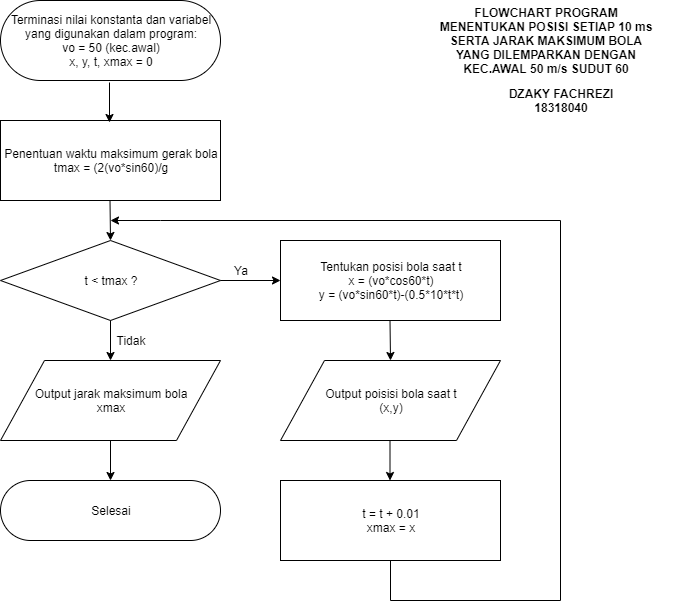 FLOWCHART PROGRAM
MENENTUKAN POSISI SETIAP 10 ms
SERTA JARAK MAKSIMUM BOLA
YANG DILEMPARKAN DENGAN
KEC.AWAL 50 m/s SUDUT 60
DZAKY FACHREZI
18318040
Terminasi nilai konstanta dan variabel
yang digunakan dalam program:
vo = 50 (kec.awal)
x, y, t, xmax = 0
Penentuan waktu maksimum gerak bola
tmax = (2(vo*sin60)/g
t < tmax ?
Ya
Tentukan posisi bola saat t
x = (vo*cos60*t)
y = (vo*sin60*t)-(0.5*10*t*t)
Tidak
Output jarak maksimum bola
xmax
Output poisisi bola saat t
(x,y)
Selesai
t = t + 0.01
xmax = x